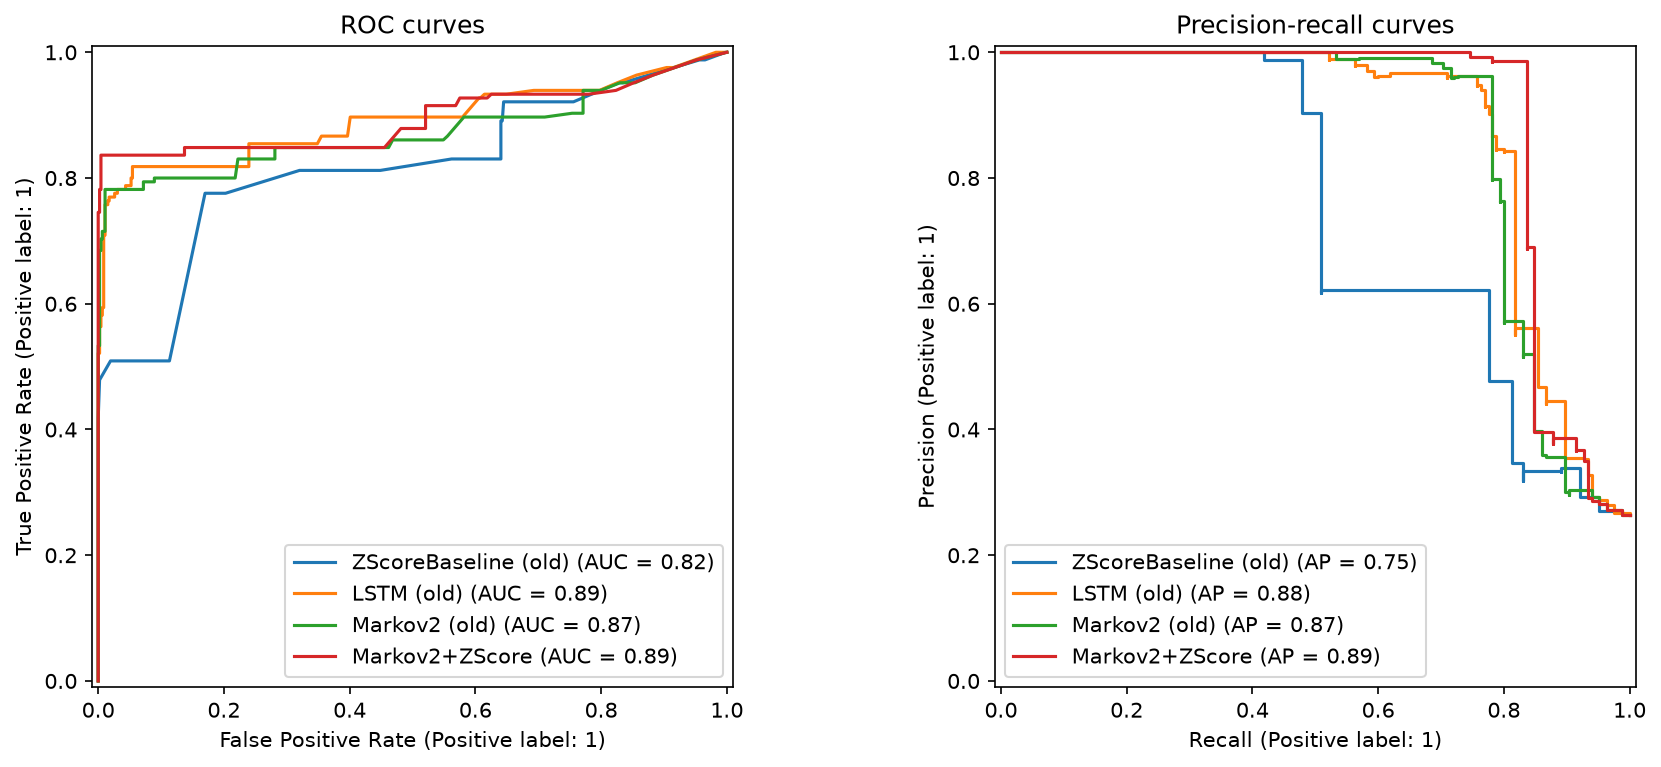 ROC curves
True Positive Rate (Positive label: 1)
1.0
0.8
0.6
0.4
0.2
0.0
ZScoreBaseline (old) (AUC = 0.82)
LSTM (old) (AUC = 0.89)
Markov2 (old) (AUC = 0.87)
Markov2+ZScore (AUC = 0.89)
0.0 0.2 0.4 0.6 0.8 1.0
False Positive Rate (Positive label: 1)
Precision-recall curves
Precision (Positive label: 1)
1.0
0.8
0.6
0.4
0.2
0.0
ZScoreBaseline (old) (AP = 0.75)
LSTM (old) (AP = 0.88)
Markov2 (old) (AP = 0.87)
Markov2+ZScore (AP = 0.89)
0.0 0.2 0.4 0.6 0.8 1.0
Recall (Positive label: 1)